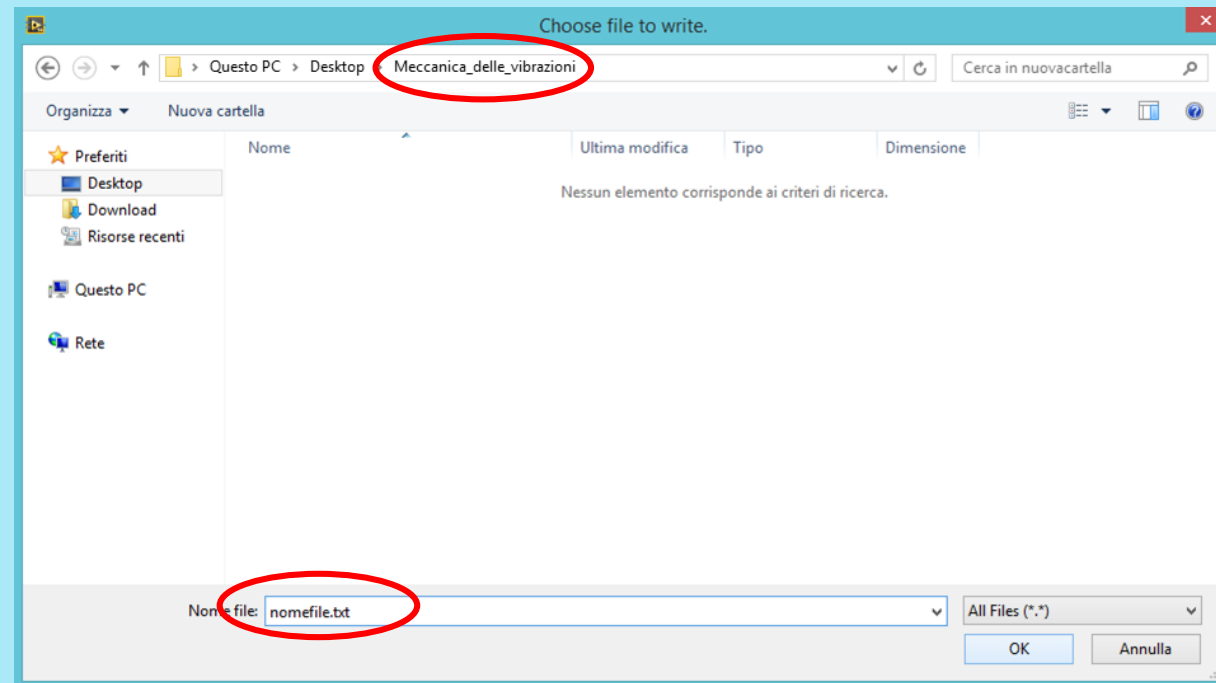 Choose file to write.
Questo PC > Desktop > Meccanica_delle_vibrazioni
Cerca in nuovacartella
Organizza
Nuova cartella
Nome
Ultima modifica
Tipo
Dimensione
Preferiti
Nessun elemento corrisponde ai criteri di ricerca.
Desktop
Download
Risorse recenti
Questo PC
Rete
Nome file: nomefile.txt
All Files (*.*)
OK
Annulla